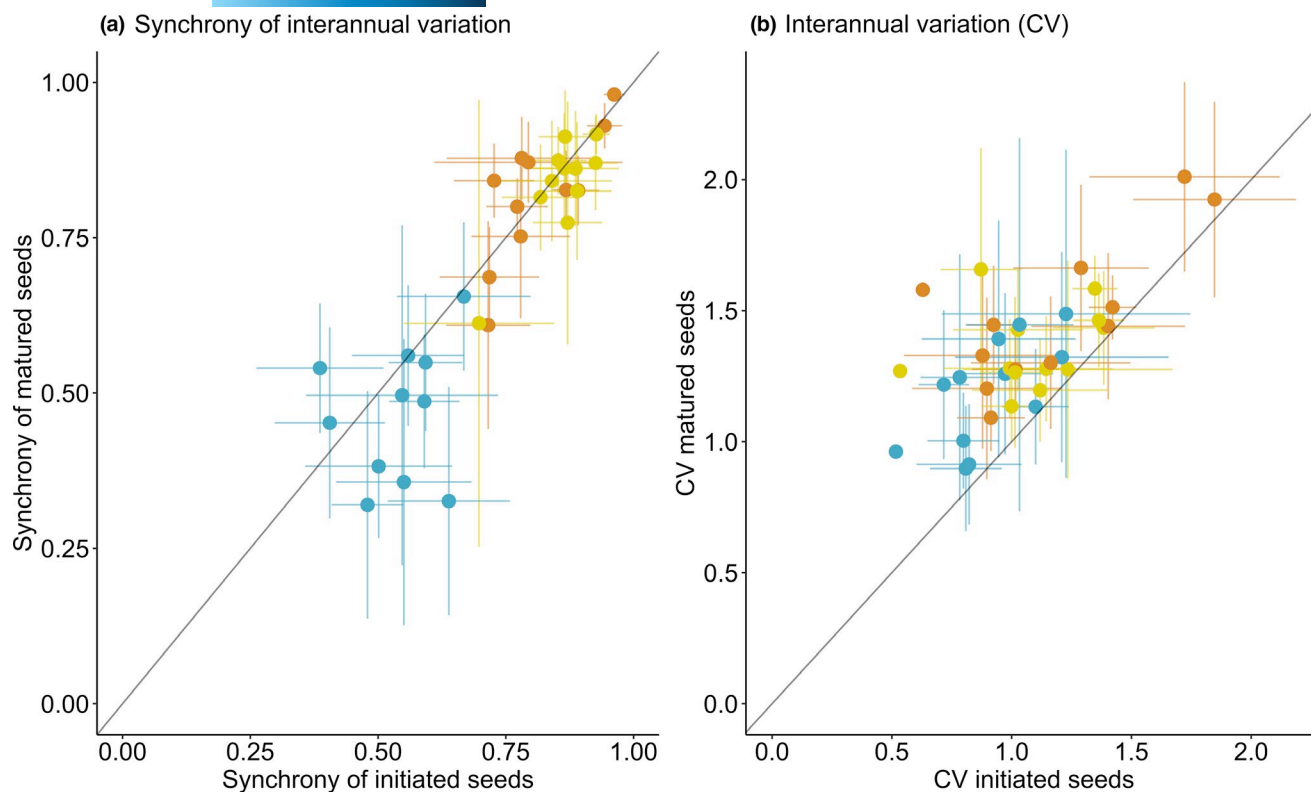 (a) Synchrony of interannual variation
1.00
0.75
0.50
0.25
0.00
Synchrony of matured seeds
0.00 0.25 0.50 0.75 1.00
Synchrony of initiated seeds
(b) Interannual variation (CV)
2.0
1.5
1.0
0.5
0.0
CV matured seeds
0.0 0.5 1.0 1.5 2.0
CV initiated seeds